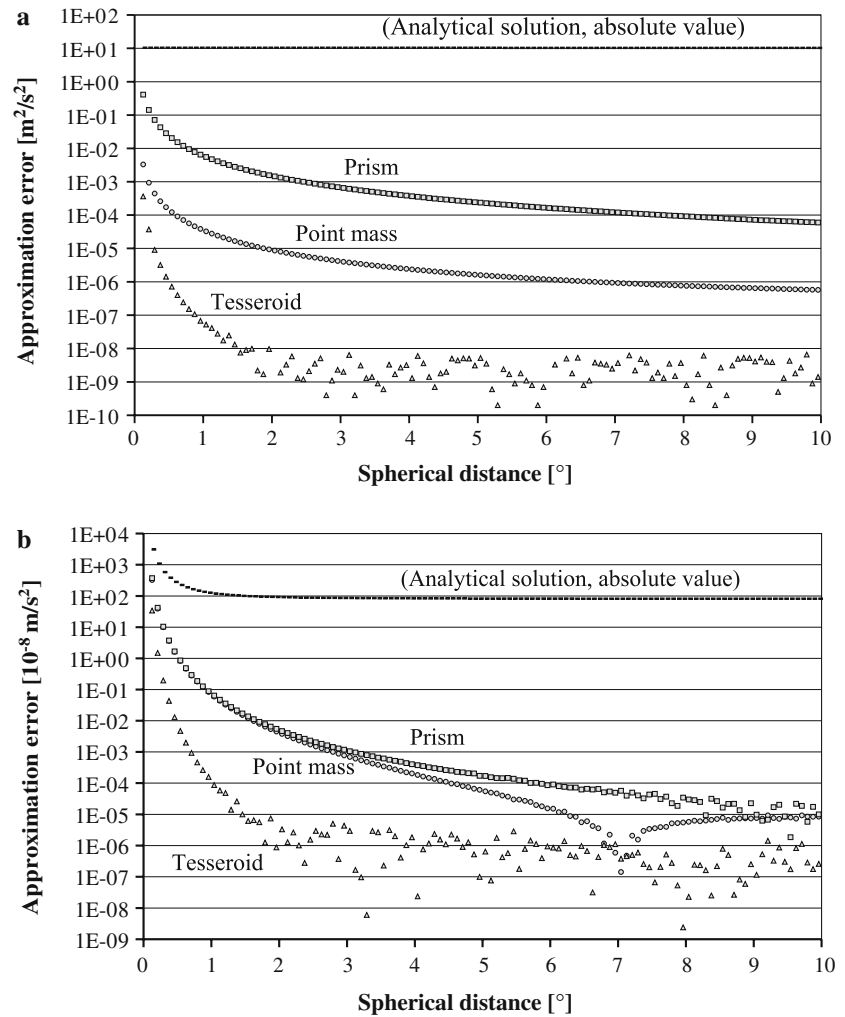 a
(Analytical solution, absolute value)
1E+02
1E+01
1E+00
1E-01
1E-02
1E-03
1E-04
1E-05
1E-06
1E-07
1E-08
1E-09
1E-10
Approximation error [m²/s²]
Prism
Point mass
Tesseroid
0 1 2 3 4 5 6 7 8 9 10
Spherical distance [°]
b
(Analytical solution, absolute value)
1E+04
1E+03
1E+02
1E+01
1E+00
1E-01
1E-02
1E-03
1E-04
1E-05
1E-06
1E-07
1E-08
1E-09
Approximation error [10⁻⁸ m/s²]
Prism
Point mass
Tesseroid
0 1 2 3 4 5 6 7 8 9 10
Spherical distance [°]